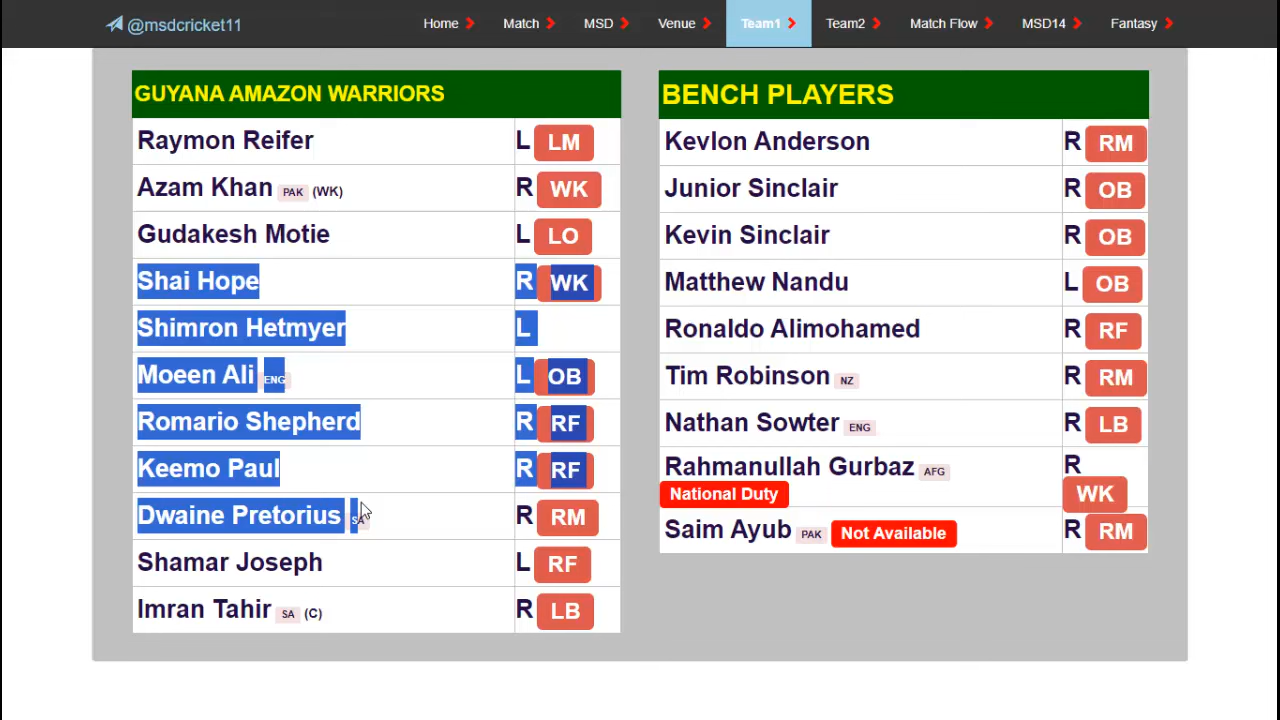 @msdcricket11 Home Match MSD Venue Team1 Team2 Match Flow MSD14 Fantasy
GUYANA AMAZON WARRIORS
Raymon Reifer L LM
Azam Khan PAK (WK) R WK
Gudakesh Motie L LO
Shai Hope R WK
Shimron Hetmyer L
Moeen Ali ENG L OB
Romario Shepherd R RF
Keemo Paul R RF
Dwaine Pretorius SA R RM
Shamar Joseph L RF
Imran Tahir SA (C) R LB
BENCH PLAYERS
Kevlon Anderson R RM
Junior Sinclair R OB
Kevin Sinclair R OB
Matthew Nandu L OB
Ronaldo Alimohamed R RF
Tim Robinson NZ R RM
Nathan Sowter ENG R LB
Rahmanullah Gurbaz AFG R
National Duty WK
Saim Ayub PAK Not Available R RM